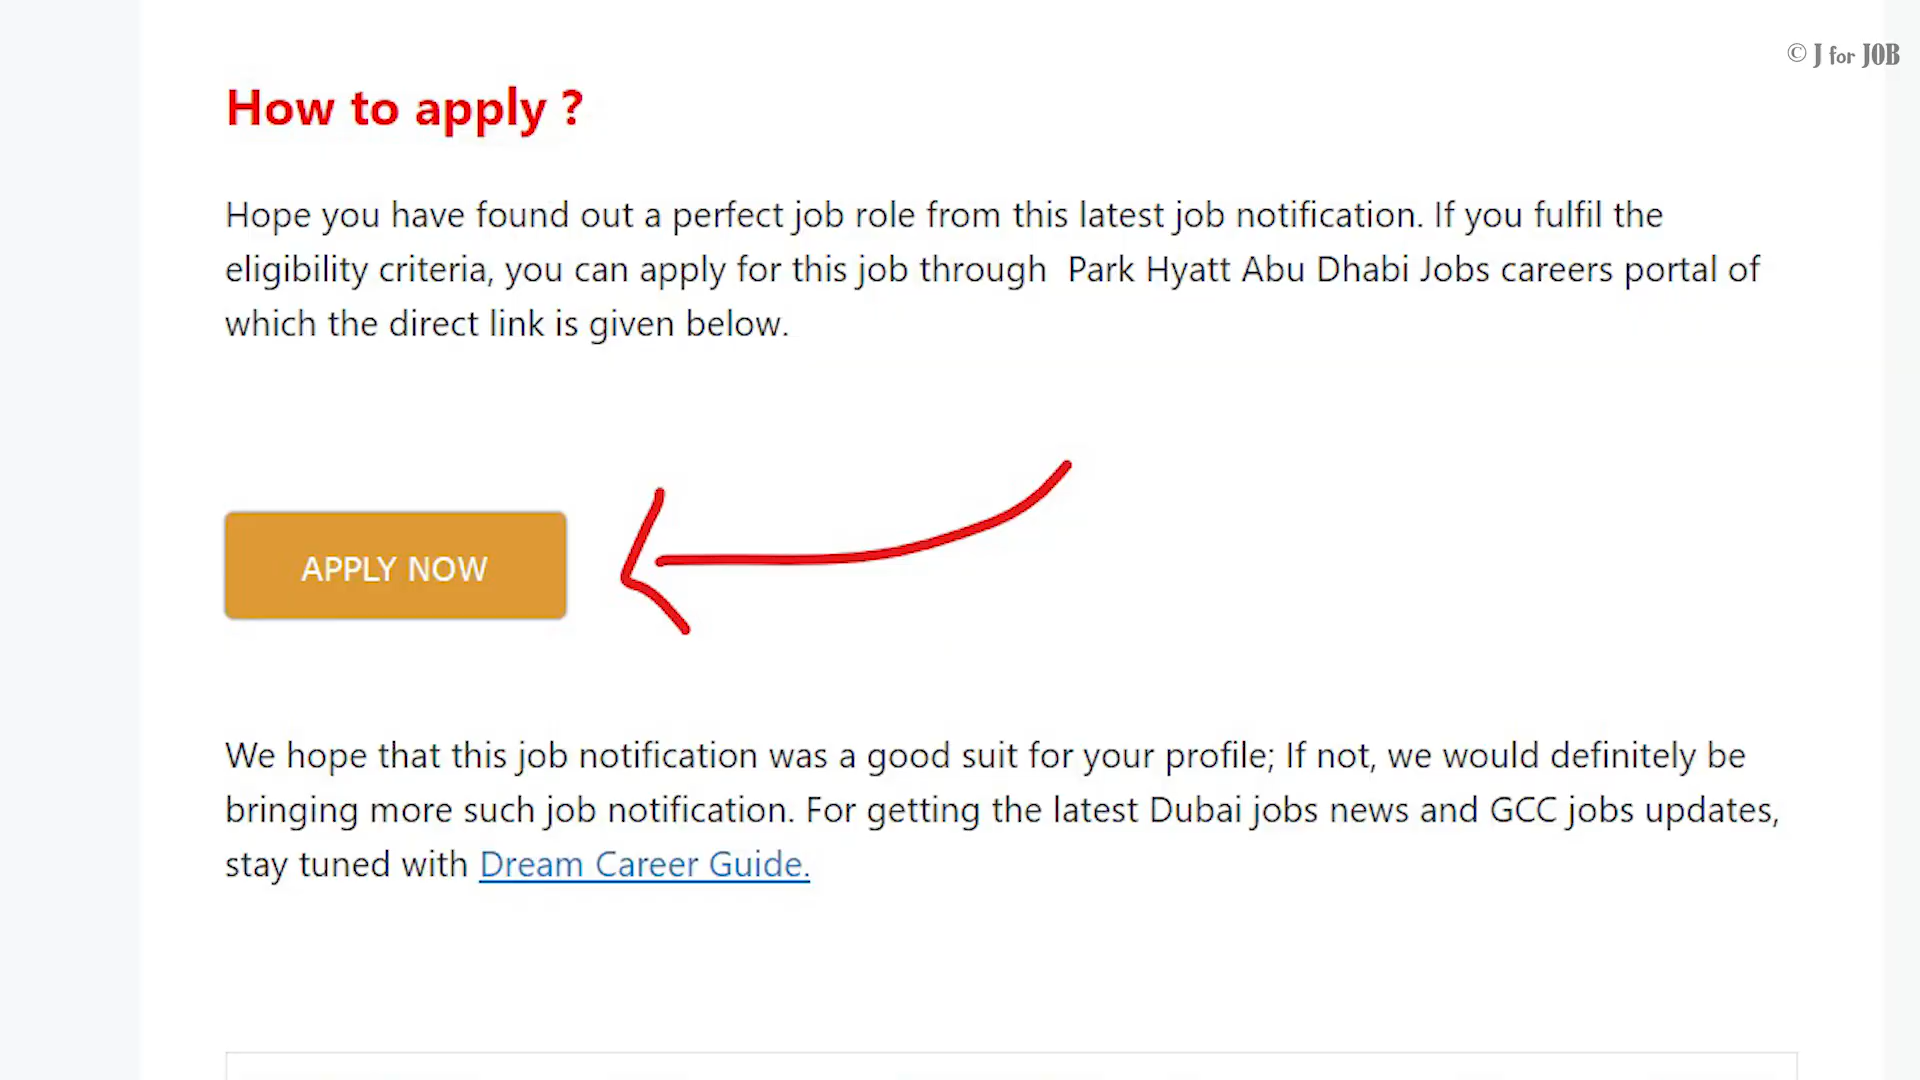 © J for JOB
How to apply ?
Hope you have found out a perfect job role from this latest job notification. If you fulfil the
eligibility criteria, you can apply for this job through  Park Hyatt Abu Dhabi Jobs careers portal of
which the direct link is given below.
APPLY NOW
We hope that this job notification was a good suit for your profile; If not, we would definitely be
bringing more such job notification. For getting the latest Dubai jobs news and GCC jobs updates,
stay tuned with Dream Career Guide.